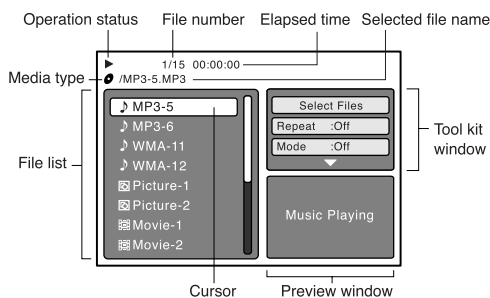 Operation status
File number
Elapsed time
Selected file name
1/15 00:00:00
Media type
/MP3-5.MP3
MP3-5
MP3-6
WMA-11
WMA-12
Picture-1
Picture-2
Movie-1
Movie-2
File list
Select Files
Repeat :Off
Mode :Off
Tool kit
window
Music Playing
Cursor
Preview window